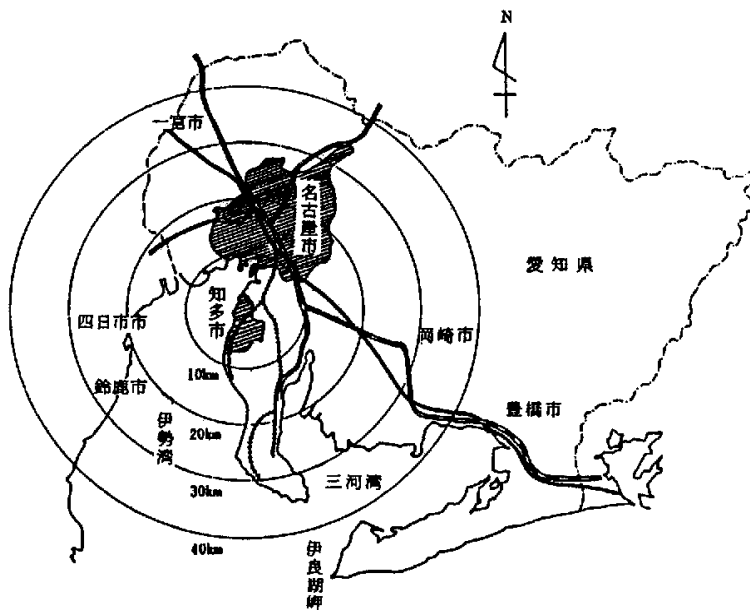 N
一宮市
名古屋市
愛知県
知多市
四日市市
岡崎市
10km
鈴鹿市
豊橋市
伊勢湾
20km
三河湾
30km
40km
伊良湖岬